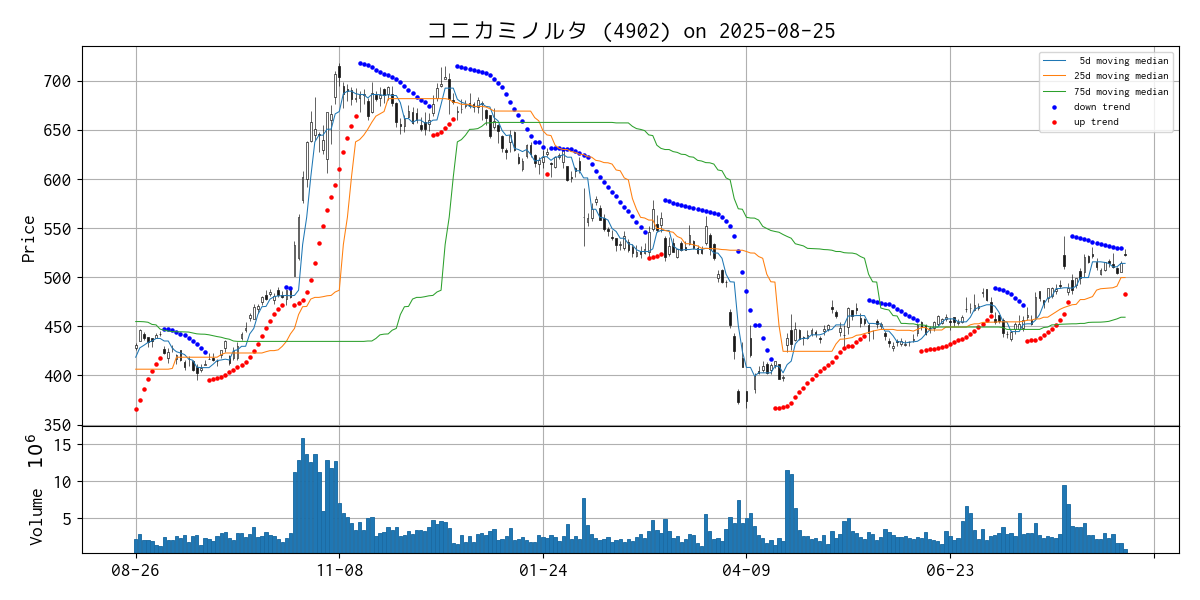 コニカミノルタ (4902) on 2025-08-25
5d moving median
25d moving median
75d moving median
down trend
up trend
Price
700
650
600
550
500
450
400
350
Volume 10^6
15
10
5
08-26 11-08 01-24 04-09 06-23